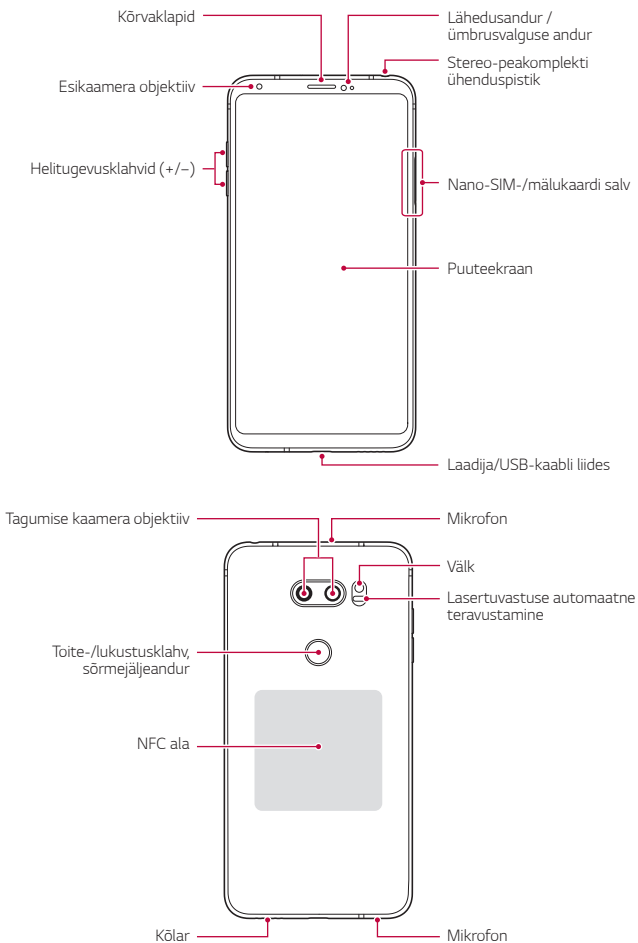 Kõrvaklapid
Lähedusandur /
ümbrusvalguse andur
Stereo-peakomplekti
ühenduspistik
Esikaamera objektiiv
Helitugevusklahvid (+/−)
Nano-SIM-/mälukaardi salv
Puuteekraan
Laadija/USB-kaabli liides
Tagumise kaamera objektiiv
Mikrofon
Välk
Lasertuvastuse automaatne
teravustamine
Toite-/lukustusklahv,
sõrmejäljeandur
NFC ala
Kõlar
Mikrofon